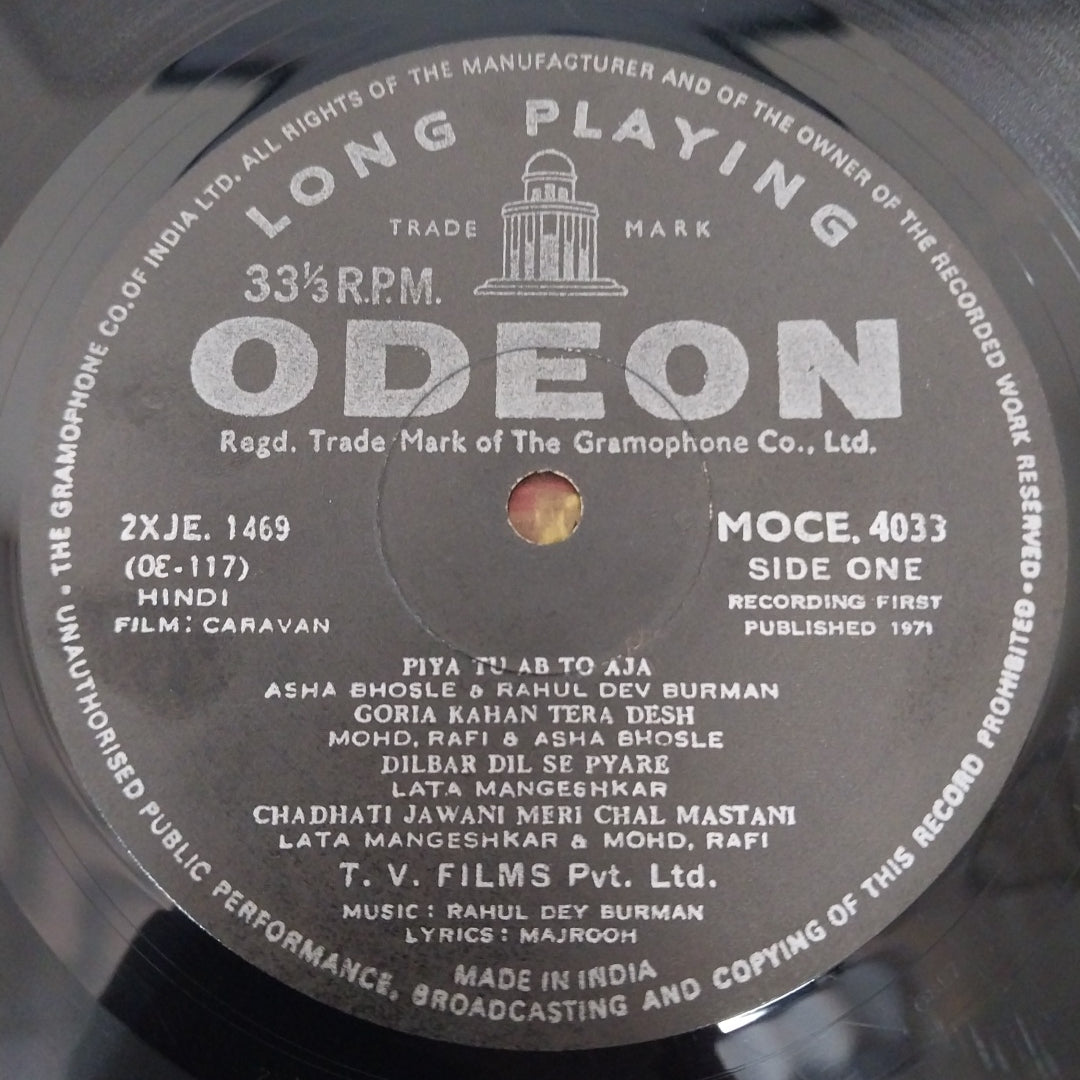 THE GRAMOPHONE CO. OF INDIA LTD. ALL RIGHTS OF THE MANUFACTURER AND OF THE OWNER OF THE RECORDED WORK RESERVED • UNAUTHORISED PUBLIC PERFORMANCE, BROADCASTING AND COPYING OF THIS RECORD PROHIBITED •
LONG PLAYING
TRADE MARK
33⅓ R.P.M.
ODEON
Regd. Trade Mark of The Gramophone Co., Ltd.
2XJE. 1469
(OE-117)
HINDI
FILM: CARAVAN
MOCE. 4033
SIDE ONE
RECORDING FIRST
PUBLISHED 1971
PIYA TU AB TO AJA
ASHA BHOSLE & RAHUL DEV BURMAN
GORIA KAHAN TERA DESH
MOHD, RAFI & ASHA BHOSLE
DILBAR DIL SE PYARE
LATA MANGESHKAR
CHADHATI JAWANI MERI CHAL MASTANI
LATA MANGESHKAR & MOHD, RAFI
T. V. FILMS Pvt. Ltd.
MUSIC: RAHUL DEY BURMAN
LYRICS: MAJROOH
MADE IN INDIA